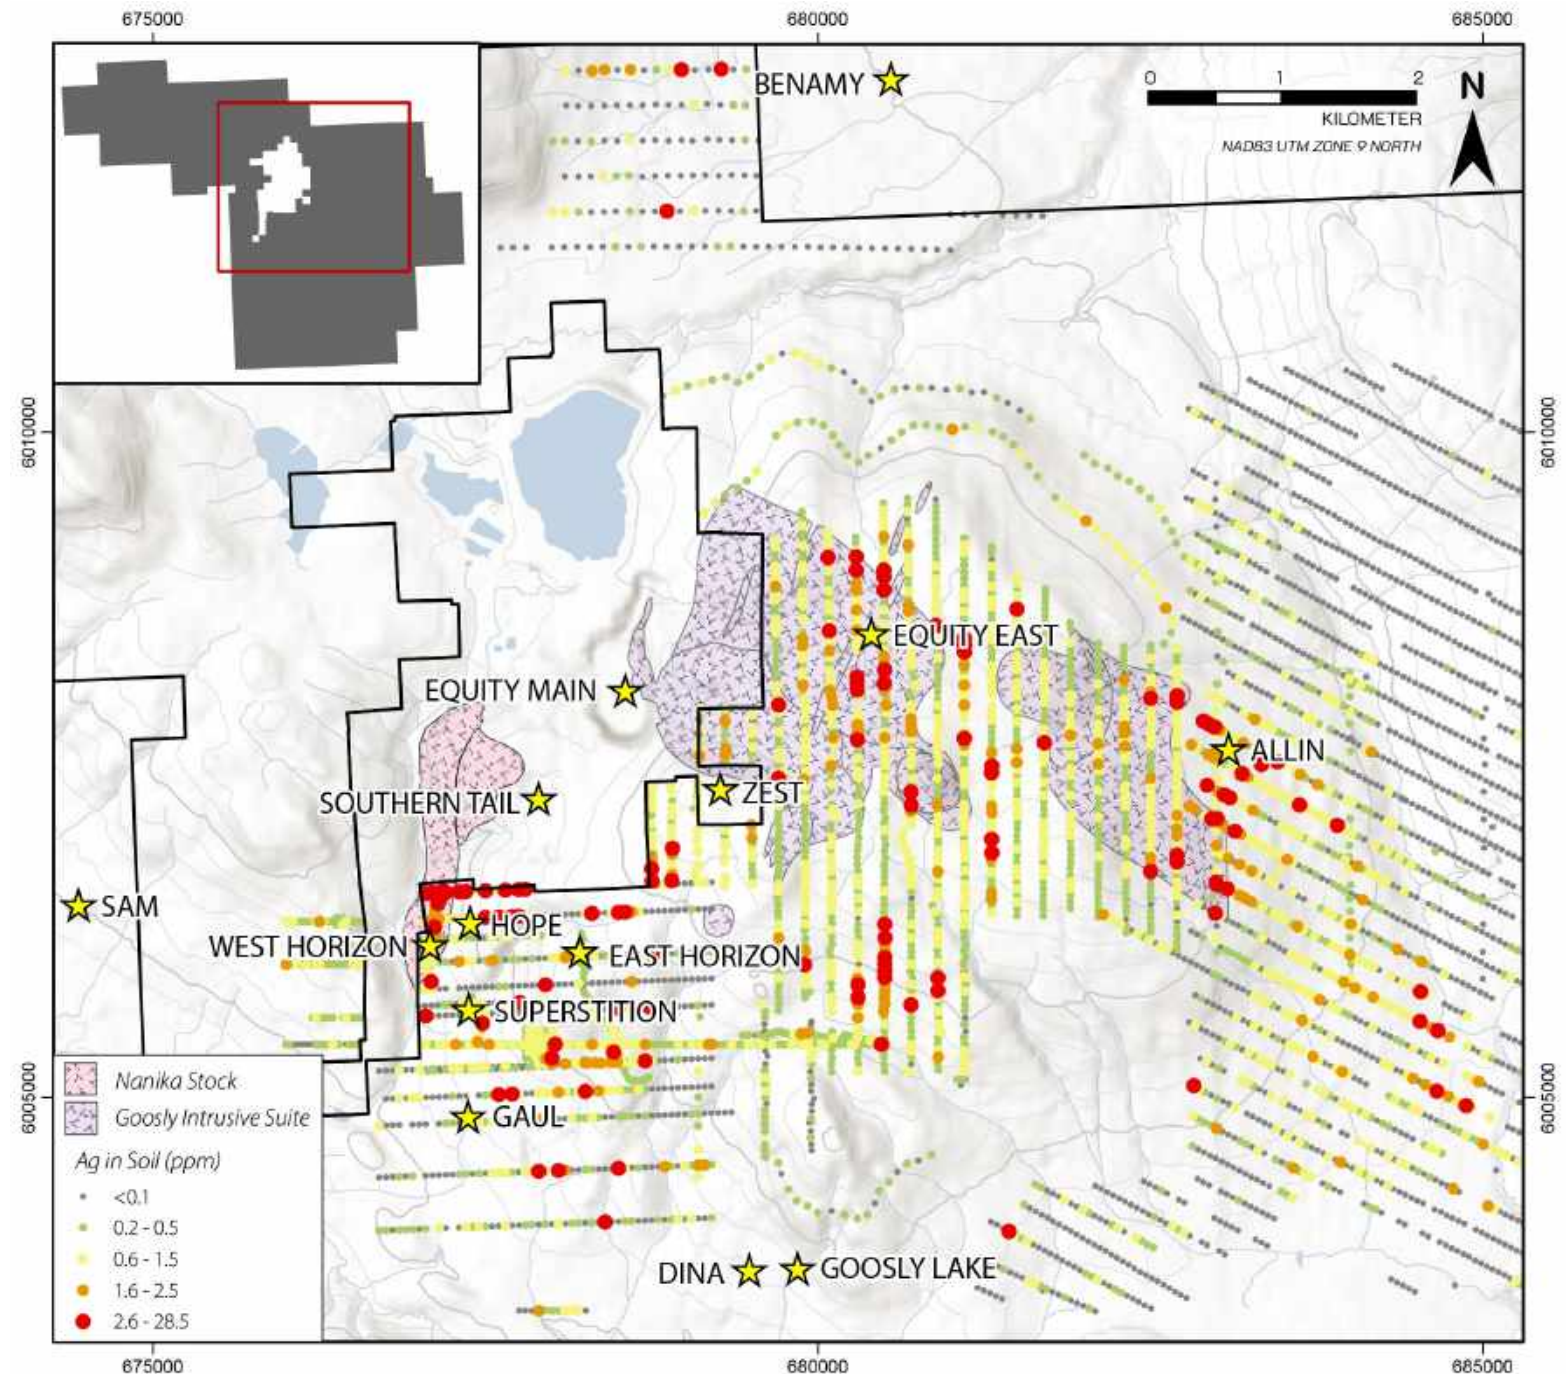 675000
680000
685000
BENAMY
0
1
2
KILOMETER
NAD83 UTM ZONE 9 NORTH
N
6010000
6010000
EQUITY EAST
EQUITY MAIN
ALLIN
SOUTHERN TAIL
ZEST
SAM
HOPE
WEST HORIZON
EAST HORIZON
SUPERSTITION
6005000
6005000
GAUL
DINA
GOOSLY LAKE
Nanika Stock
Goosly Intrusive Suite
Ag in Soil (ppm)
<0.1
0.2 - 0.5
0.6 - 1.5
1.6 - 2.5
2.6 - 28.5
675000
680000
685000